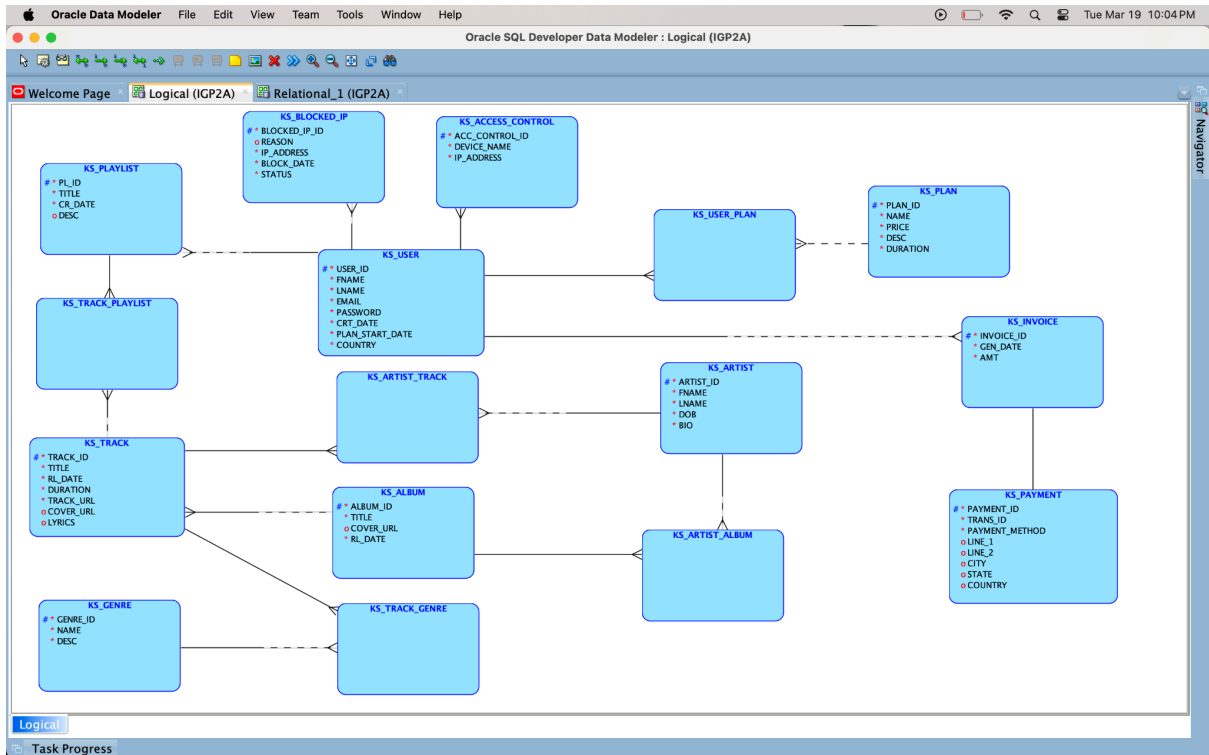 Oracle Data Modeler File Edit View Team Tools Window Help Tue Mar 19 10:04 PM
Oracle SQL Developer Data Modeler : Logical (IGP2A)
Welcome Page Logical (IGP2A) Relational_1 (IGP2A)
Navigator
KS_BLOCKED_IP
# * BLOCKED_IP_ID
o REASON
* IP_ADDRESS
* BLOCK_DATE
* STATUS
KS_ACCESS_CONTROL
# * ACC_CONTROL_ID
* DEVICE_NAME
* IP_ADDRESS
KS_PLAYLIST
# * PL_ID
* TITLE
* CR_DATE
o DESC
KS_USER_PLAN
KS_PLAN
# * PLAN_ID
* NAME
* PRICE
* DESC
* DURATION
KS_USER
# * USER_ID
* FNAME
* LNAME
* EMAIL
* PASSWORD
* CRT_DATE
* PLAN_START_DATE
* COUNTRY
KS_TRACK_PLAYLIST
KS_INVOICE
# * INVOICE_ID
* GEN_DATE
* AMT
KS_ARTIST_TRACK
KS_ARTIST
# * ARTIST_ID
* FNAME
* LNAME
* DOB
* BIO
KS_TRACK
# * TRACK_ID
* TITLE
* RL_DATE
* DURATION
* TRACK_URL
o COVER_URL
o LYRICS
KS_ALBUM
# * ALBUM_ID
* TITLE
o COVER_URL
* RL_DATE
KS_ARTIST_ALBUM
KS_PAYMENT
# * PAYMENT_ID
* TRANS_ID
* PAYMENT_METHOD
o LINE_1
o LINE_2
o CITY
o STATE
o COUNTRY
KS_GENRE
# * GENRE_ID
* NAME
* DESC
KS_TRACK_GENRE
Logical
Task Progress